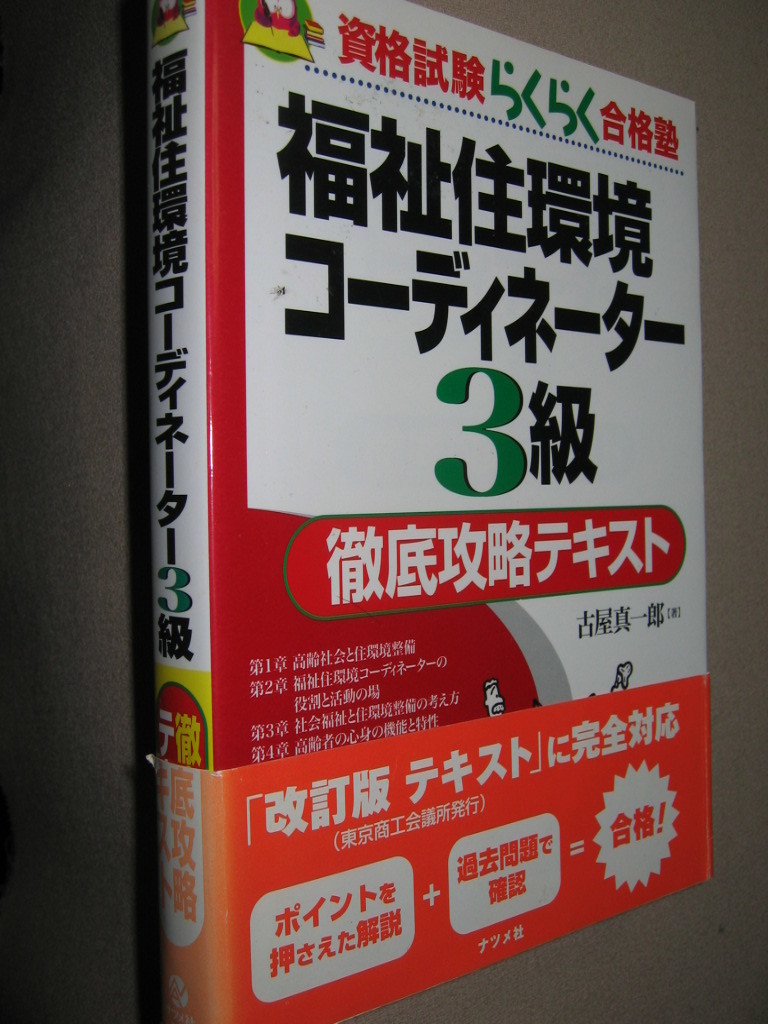 資格試験らくらく合格塾
福祉住環境
コーディネーター
3級
徹底攻略テキスト
古屋真一郎【著】
第1章 高齢社会と住環境整備
第2章 福祉住環境コーディネーターの
役割と活動の場
第3章 社会福祉と住環境整備の考え方
第4章 高齢者の心身の機能と特性
「改訂版 テキスト」に完全対応
(東京商工会議所発行)
ポイントを
押さえた解説
+
過去問題で
確認
=
合格!
ナツメ社
福祉住環境コーディネーター3級
徹底攻略
テキスト